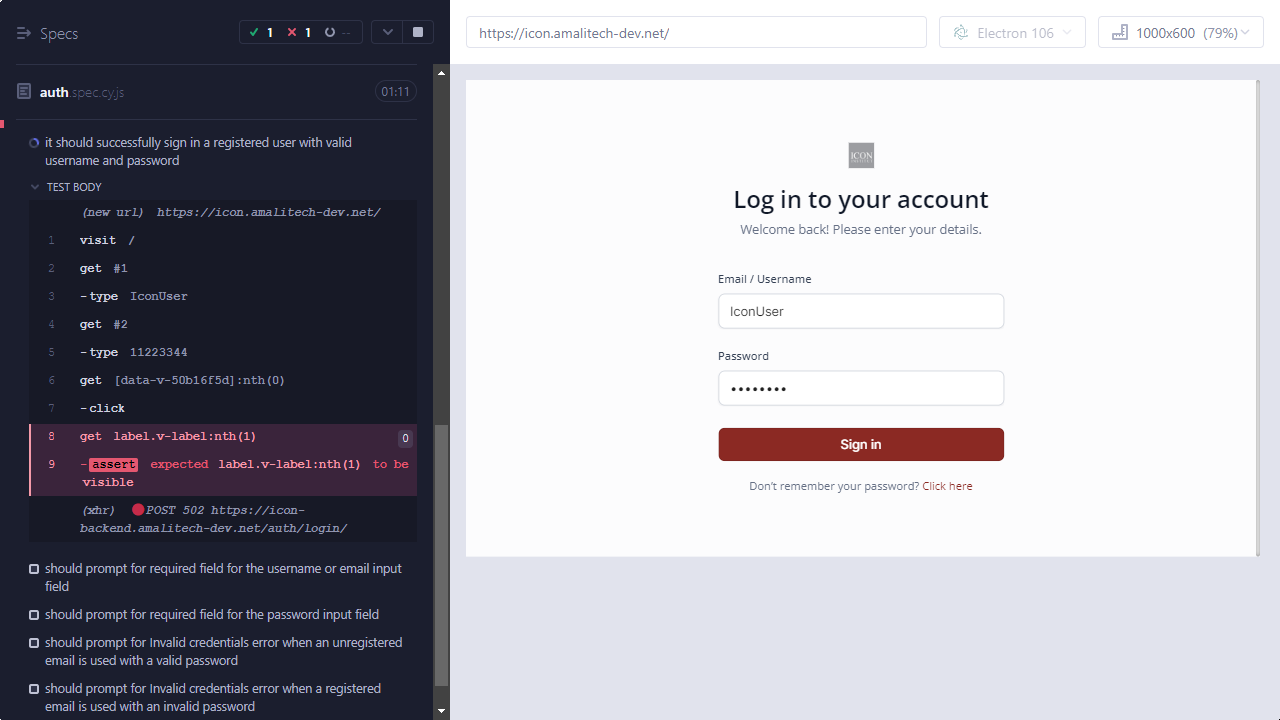 Specs
1 1 --
https://icon.amalitech-dev.net/
Electron 106
1000x600 (79%)
auth.spec.cy.js
01:11
it should successfully sign in a registered user with valid
username and password
TEST BODY
(new url) https://icon.amalitech-dev.net/
1 visit /
2 get #1
3 -type IconUser
4 get #2
5 -type 11223344
6 get [data-v-50b16f5d]:nth(0)
7 -click
8 get label.v-label:nth(1) 0
9 -assert expected label.v-label:nth(1) to be
visible
(xhr) POST 502 https://icon-
backend.amalitech-dev.net/auth/login/
should prompt for required field for the username or email input
field
should prompt for required field for the password input field
should prompt for Invalid credentials error when an unregistered
email is used with a valid password
should prompt for Invalid credentials error when a registered
email is used with an invalid password
ICON
Log in to your account
Welcome back! Please enter your details.
Email / Username
IconUser
Password
••••••••
Sign in
Don't remember your password? Click here